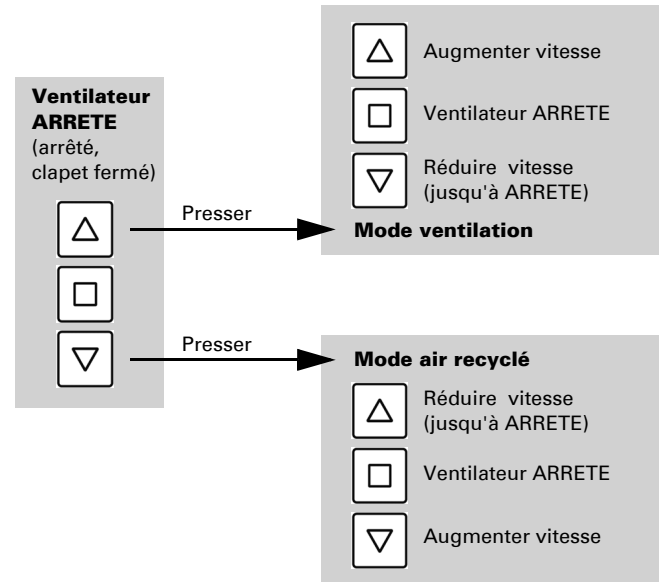 Ventilateur
ARRETE
(arrêté,
clapet fermé)
Presser
Augmenter vitesse
Ventilateur ARRETE
Réduire vitesse
(jusqu'à ARRETE)
Mode ventilation
Presser
Mode air recyclé
Réduire vitesse
(jusqu'à ARRETE)
Ventilateur ARRETE
Augmenter vitesse